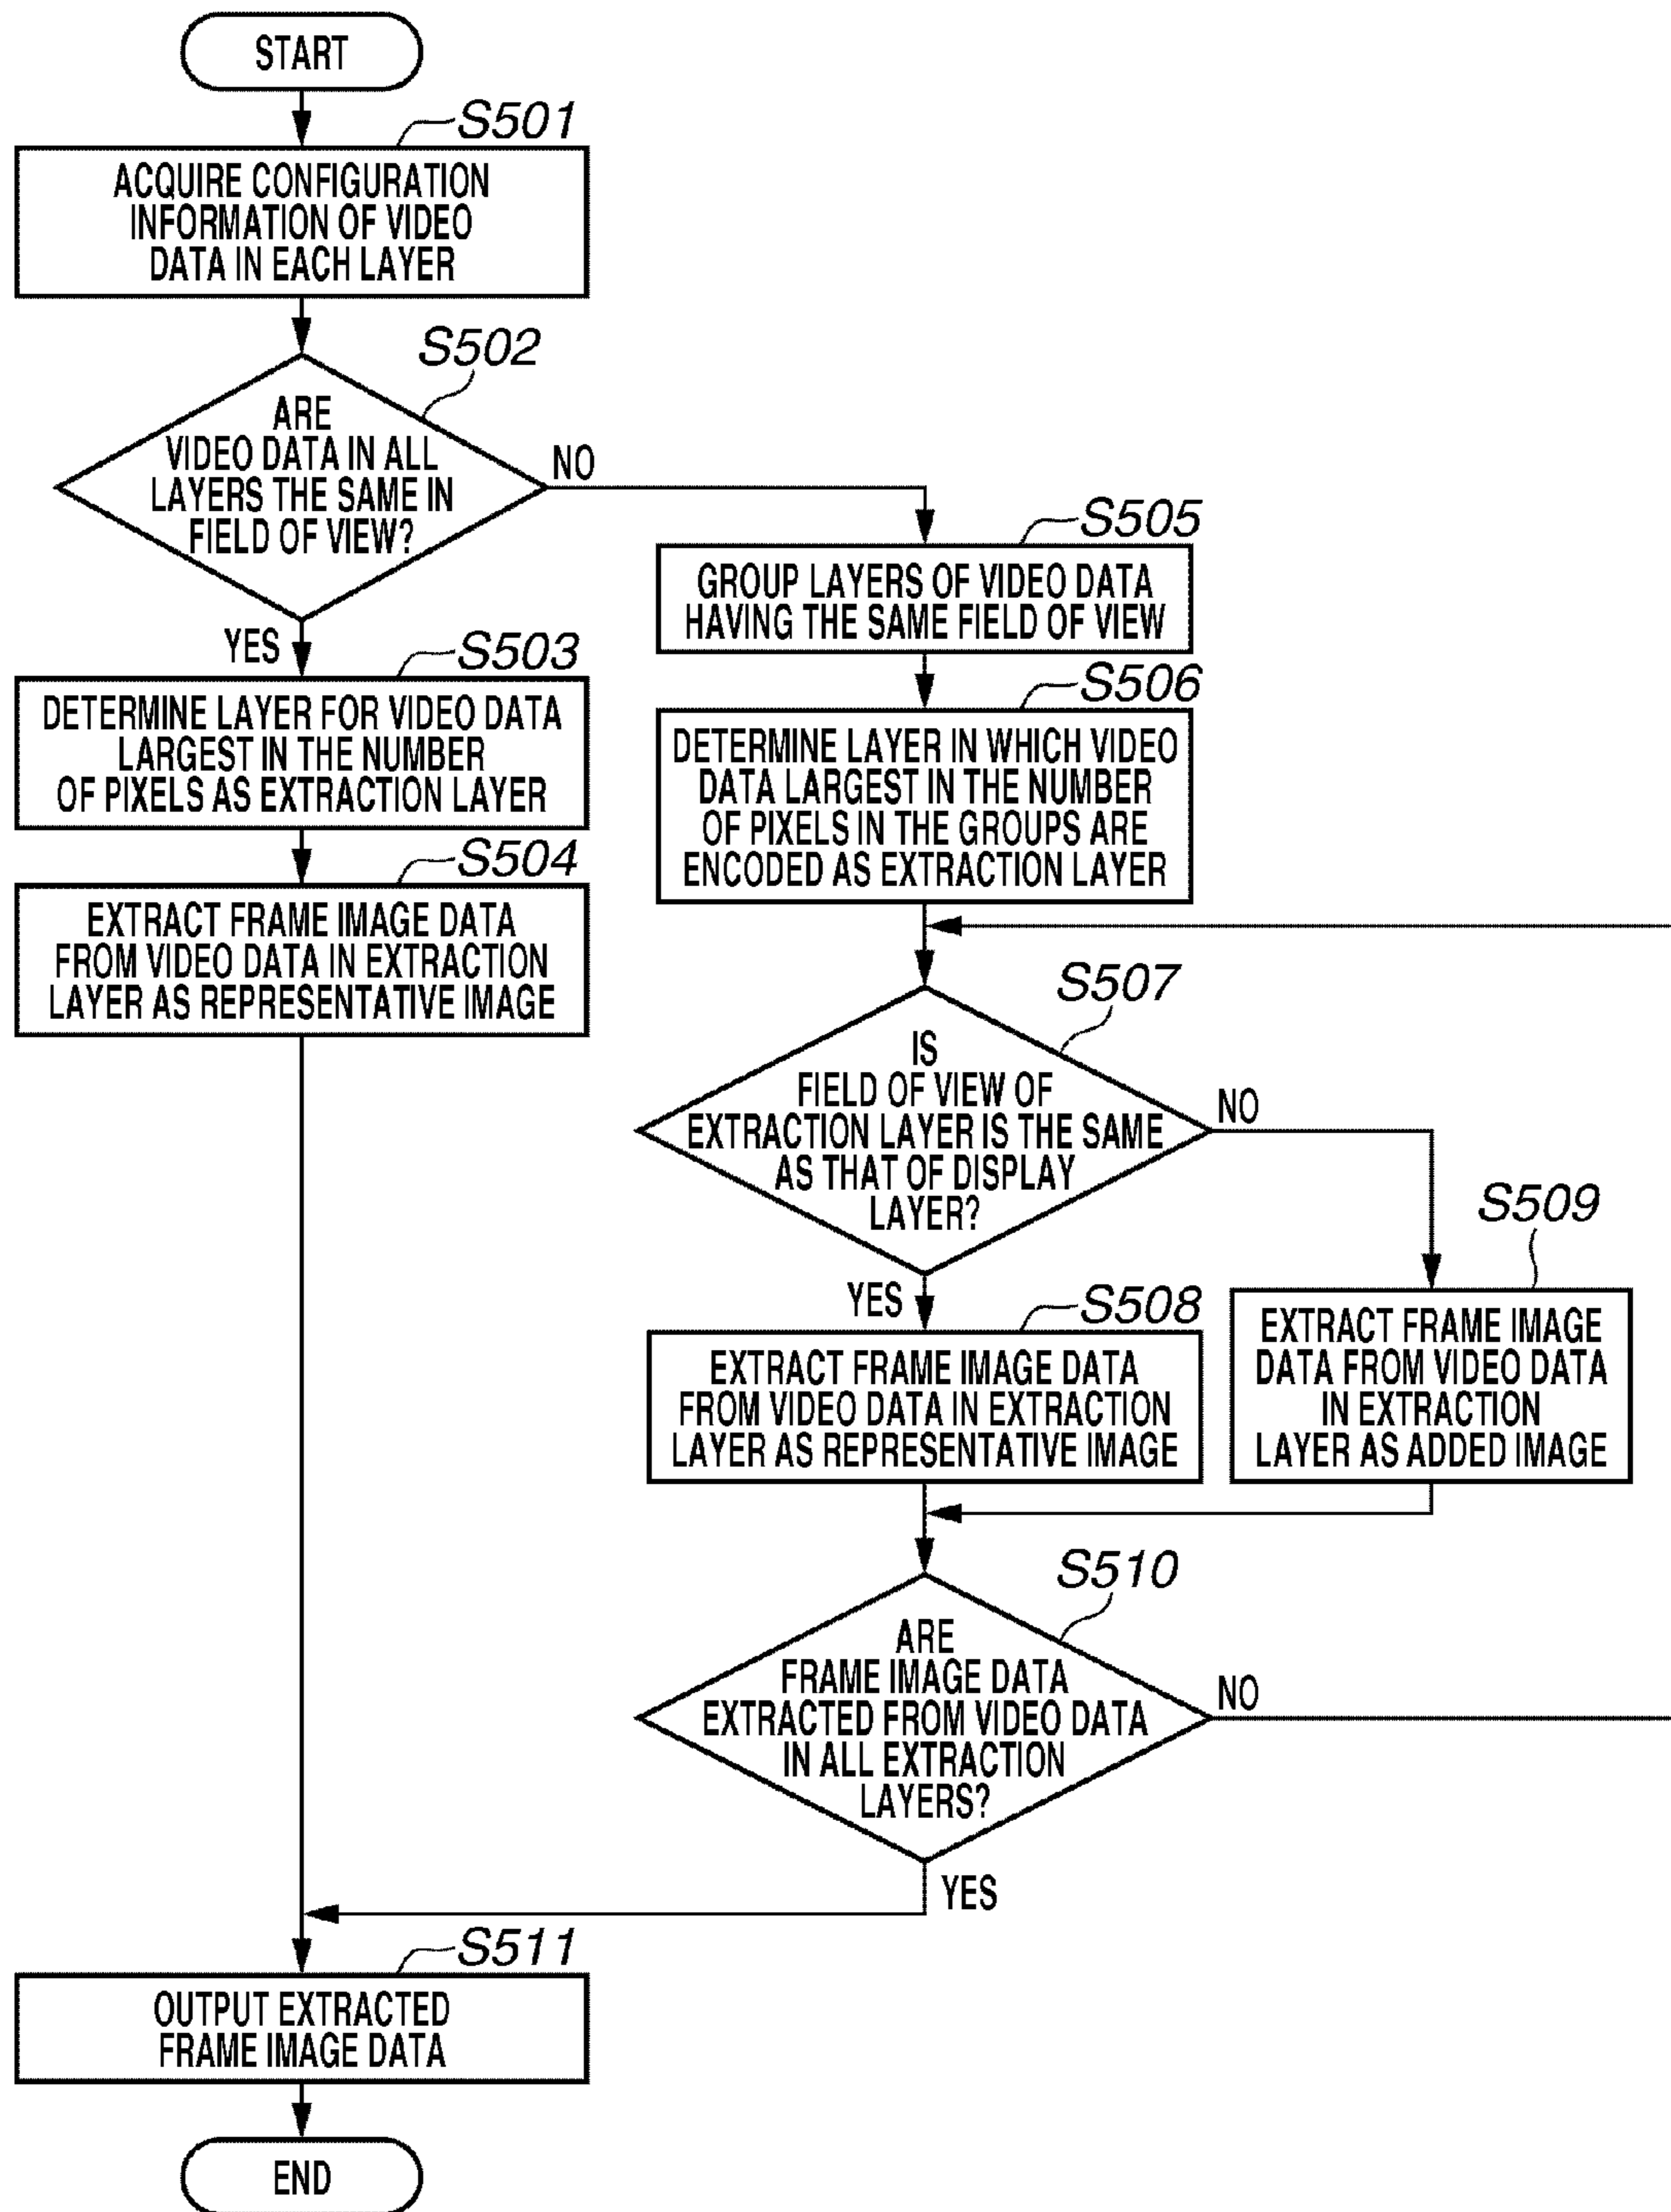 START
S501
ACQUIRE CONFIGURATION
INFORMATION OF VIDEO
DATA IN EACH LAYER
S502
ARE
VIDEO DATA IN ALL
LAYERS THE SAME IN
FIELD OF VIEW?
NO
YES
S503
DETERMINE LAYER FOR VIDEO DATA
LARGEST IN THE NUMBER
OF PIXELS AS EXTRACTION LAYER
S504
EXTRACT FRAME IMAGE DATA
FROM VIDEO DATA IN EXTRACTION
LAYER AS REPRESENTATIVE IMAGE
S505
GROUP LAYERS OF VIDEO DATA
HAVING THE SAME FIELD OF VIEW
S506
DETERMINE LAYER IN WHICH VIDEO
DATA LARGEST IN THE NUMBER
OF PIXELS IN THE GROUPS ARE
ENCODED AS EXTRACTION LAYER
S507
IS
FIELD OF VIEW OF
EXTRACTION LAYER IS THE SAME
AS THAT OF DISPLAY
LAYER?
NO
YES
S508
EXTRACT FRAME IMAGE DATA
FROM VIDEO DATA IN EXTRACTION
LAYER AS REPRESENTATIVE IMAGE
S509
EXTRACT FRAME IMAGE
DATA FROM VIDEO DATA
IN EXTRACTION
LAYER AS ADDED IMAGE
S510
ARE
FRAME IMAGE DATA
EXTRACTED FROM VIDEO DATA
IN ALL EXTRACTION
LAYERS?
NO
YES
S511
OUTPUT EXTRACTED
FRAME IMAGE DATA
END